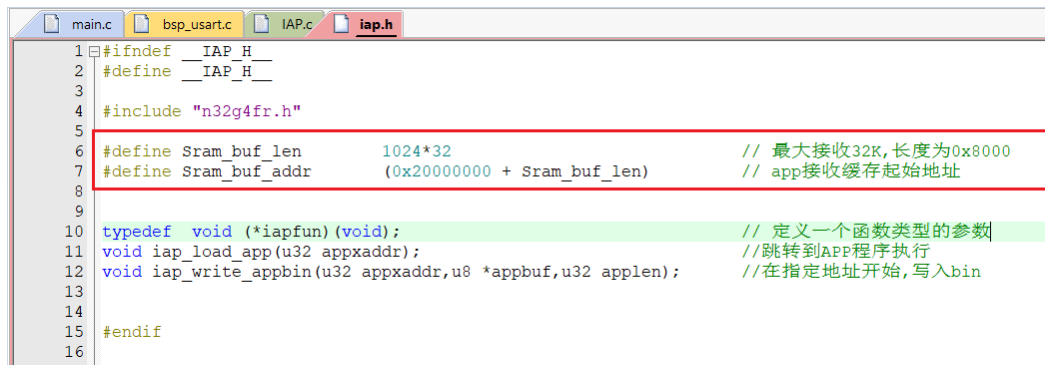 main.c bsp_usart.c IAP.c iap.h
1 #ifndef __IAP_H__
2 #define __IAP_H__
3
4 #include "n32g4fr.h"
5
6 #define Sram_buf_len 1024*32 // 最大接收32K,长度为0x8000
7 #define Sram_buf_addr (0x20000000 + Sram_buf_len) // app接收缓存起始地址
8
9
10 typedef void (*iapfun)(void); // 定义一个函数类型的参数
11 void iap_load_app(u32 appxaddr); //跳转到APP程序执行
12 void iap_write_appbin(u32 appxaddr,u8 *appbuf,u32 applen); //在指定地址开始,写入bin
13
14
15 #endif
16